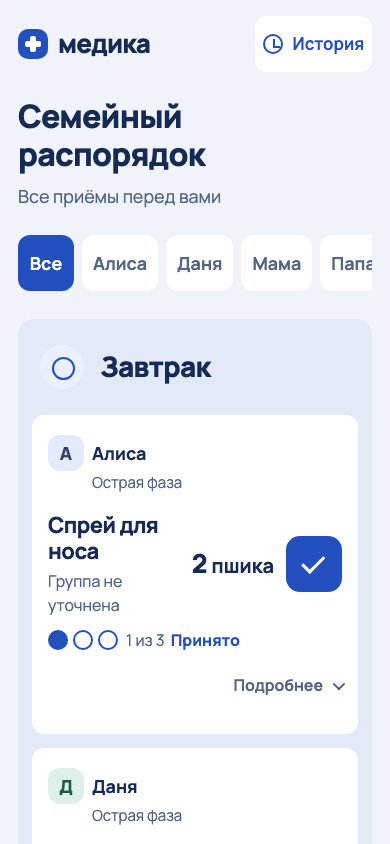 медика
История
Семейный
распорядок
Все приёмы перед вами
Все
Алиса
Даня
Мама
Папа
Завтрак
А
Алиса
Острая фаза
Спрей для
носа
2 пшика
Группа не
уточнена
1 из 3 Принято
Подробнее
Д
Даня
Острая фаза